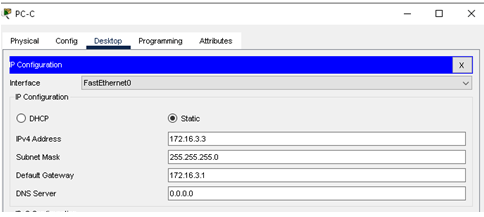 PC-C
Physical Config Desktop Programming Attributes
IP Configuration X
Interface FastEthernet0
IP Configuration
DHCP Static
IPv4 Address 172.16.3.3
Subnet Mask 255.255.255.0
Default Gateway 172.16.3.1
DNS Server 0.0.0.0